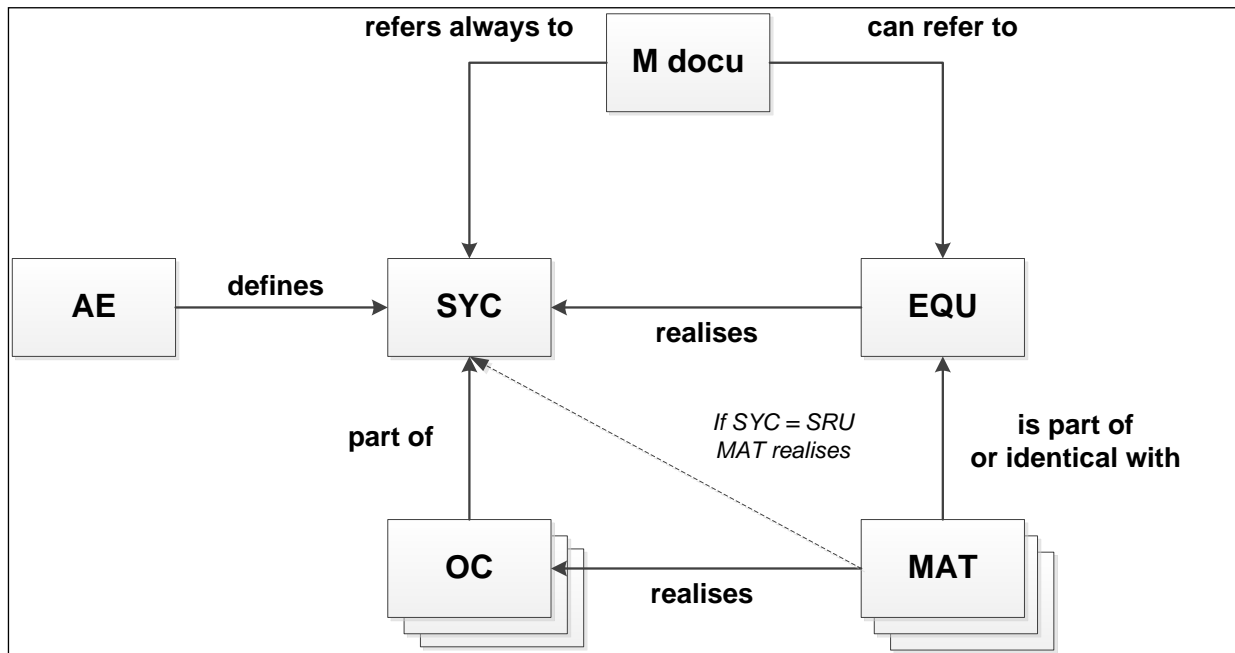 refers always to
can refer to
M docu
AE
defines
SYC
EQU
realises
part of
If SYC = SRU
MAT realises
is part of
or identical with
OC
realises
MAT